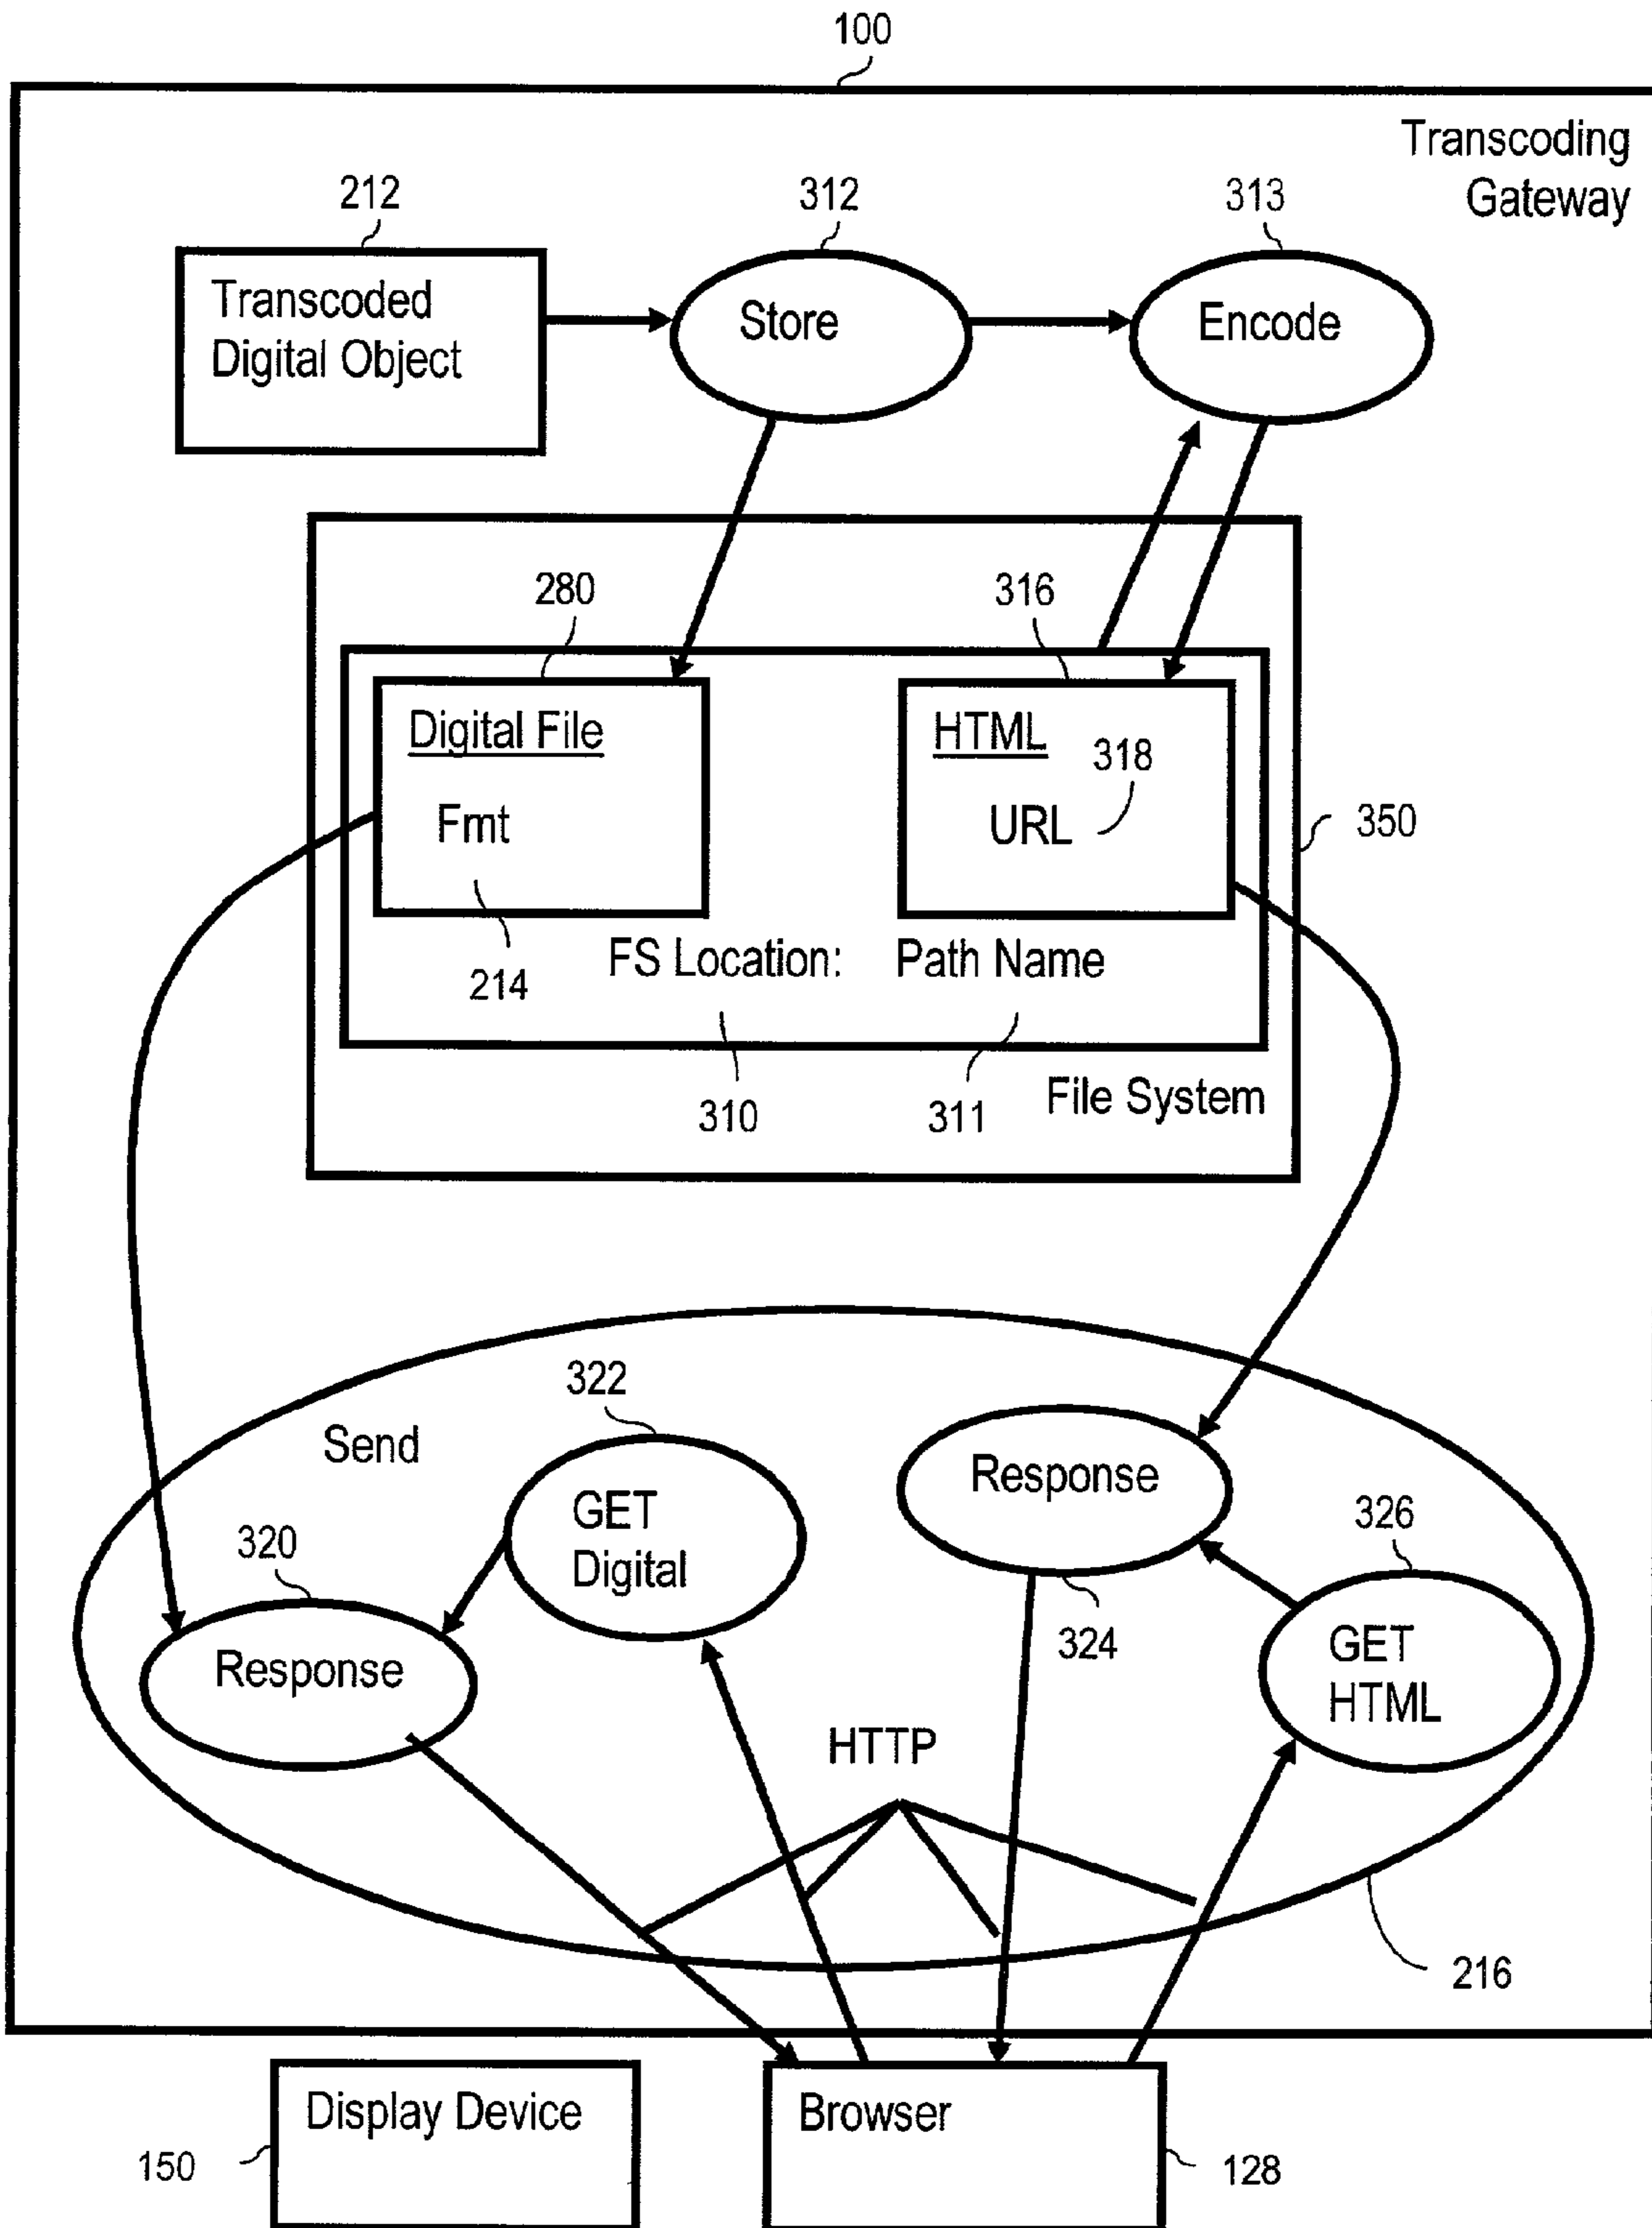 100
Transcoding
Gateway
212
312
313
Transcoded
Digital Object
Store
Encode
280
316
Digital File
HTML
318
Fmt
URL
350
214
FS Location: Path Name
310
311
File System
322
Send
Response
GET
Digital
326
320
324
GET
HTML
Response
HTTP
216
Display Device
Browser
150
128